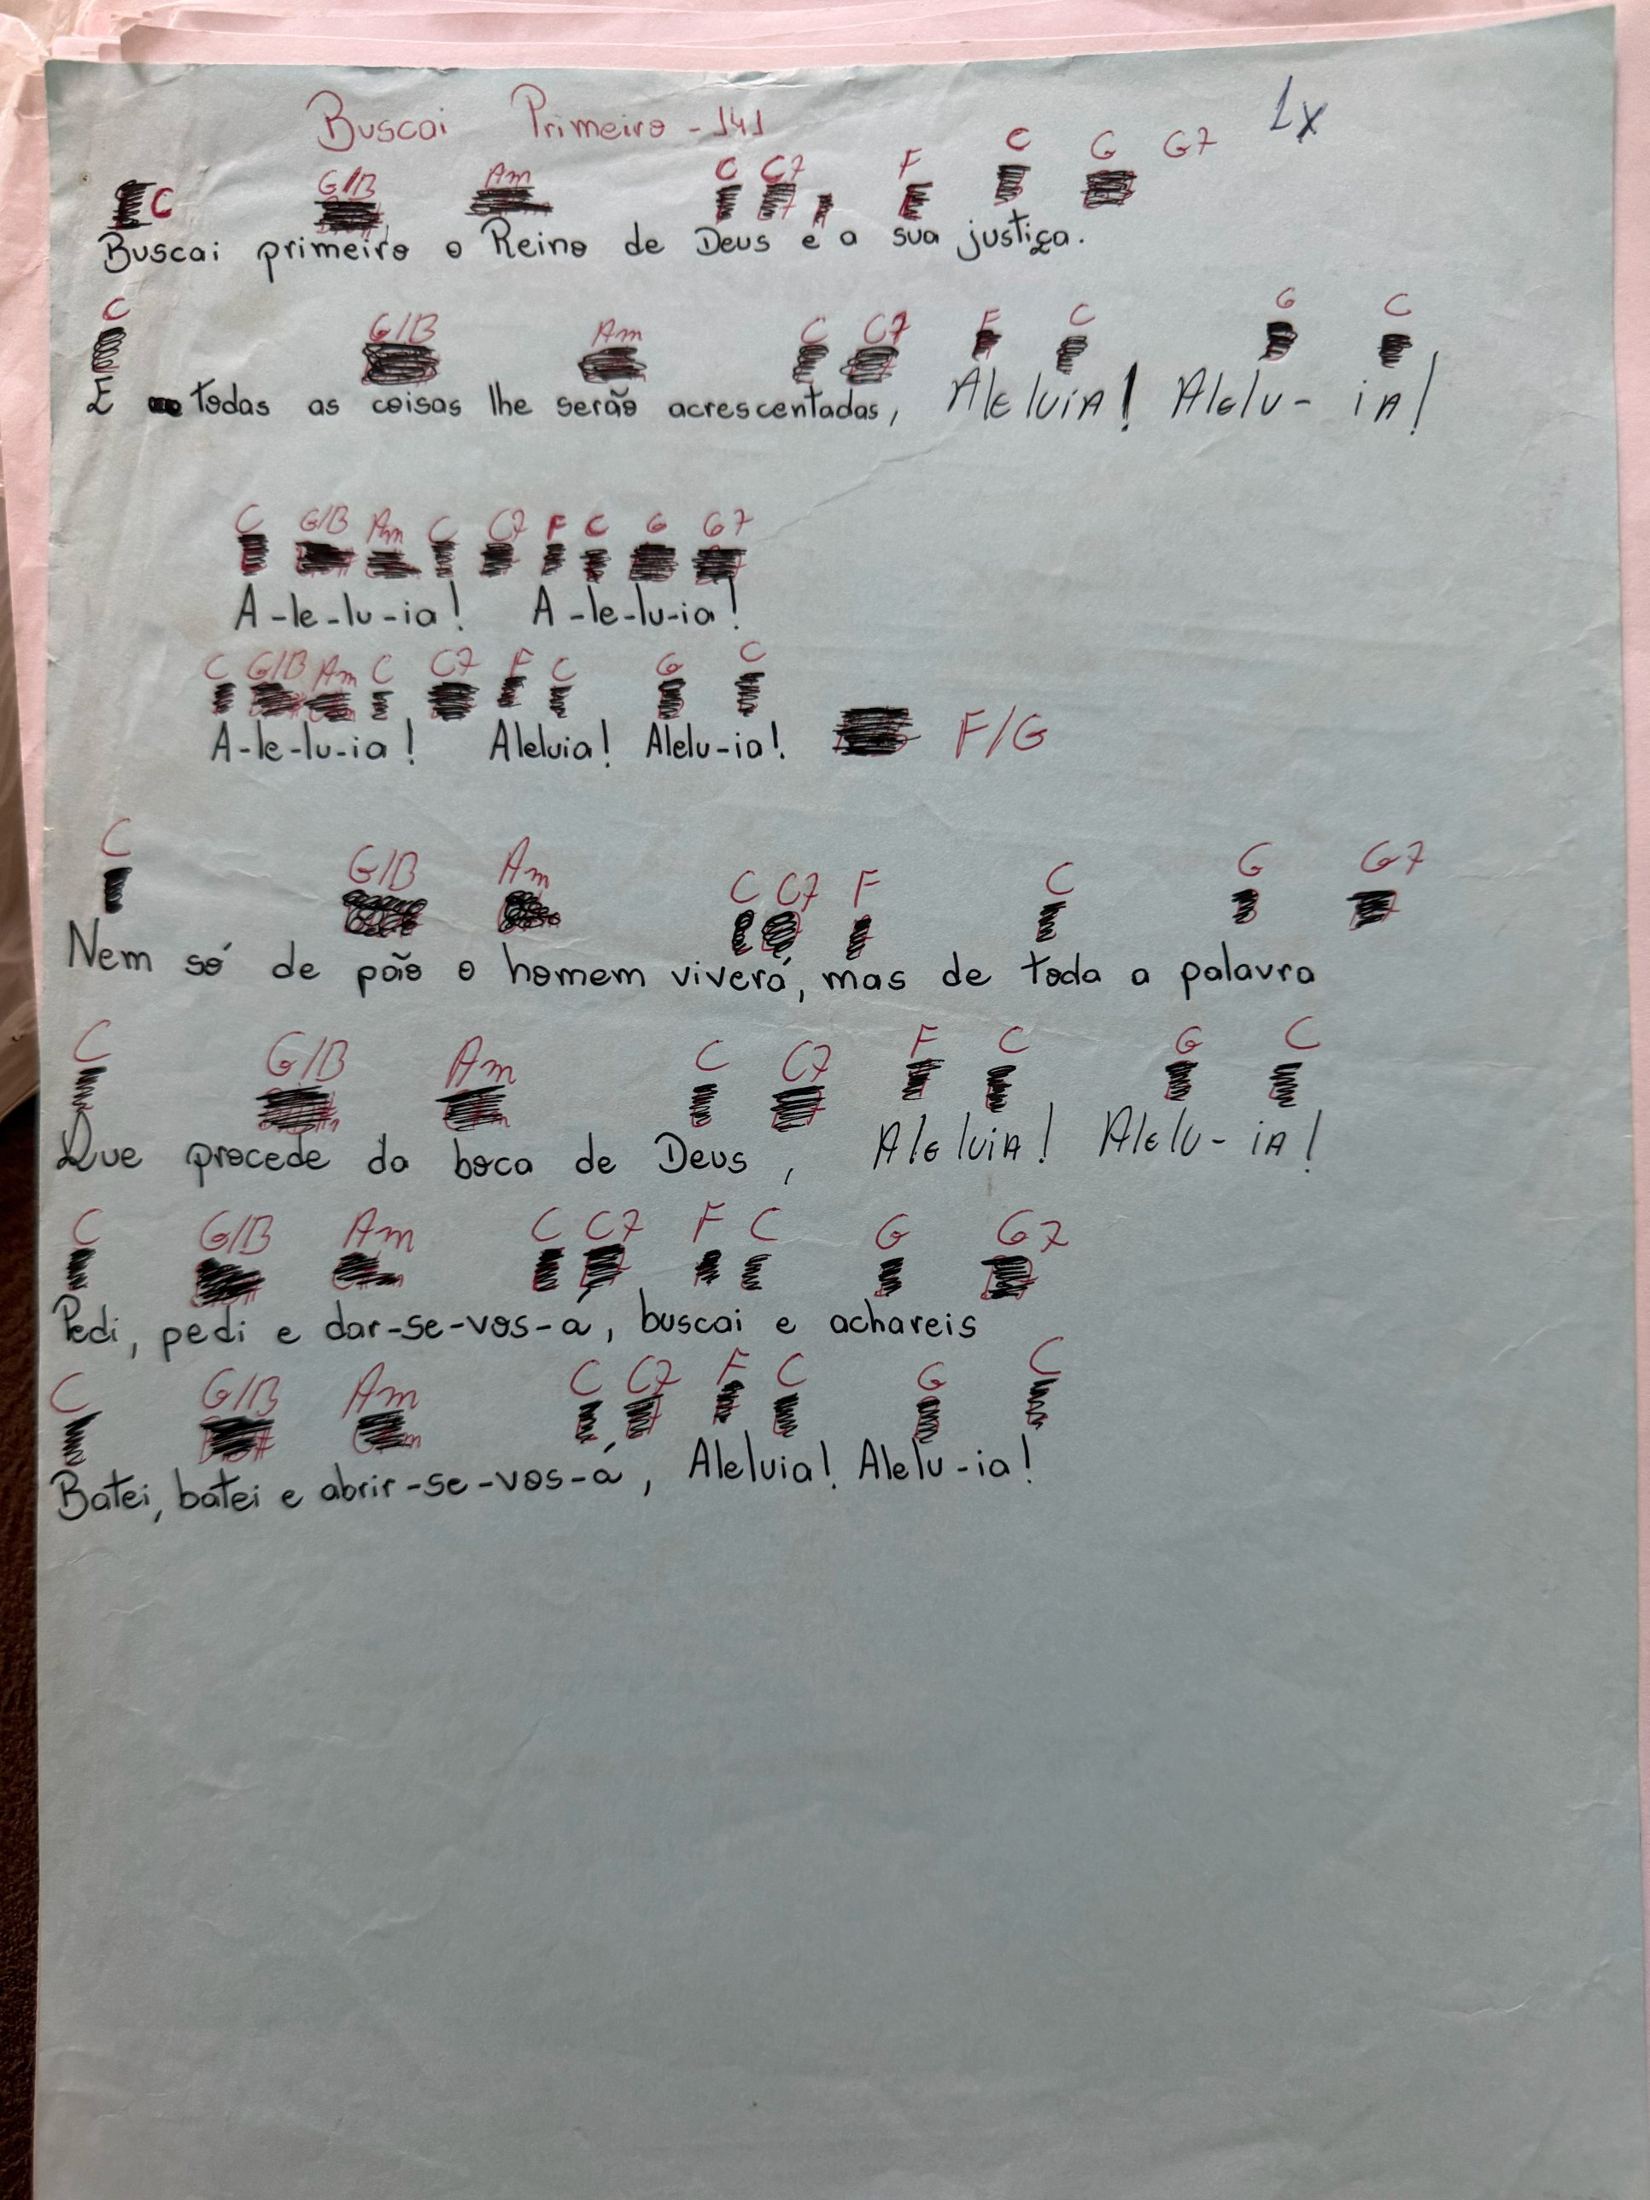 Buscai Primeiro - 141
1x
C G/B Am C C7 F C G G7
Buscai primeiro o Reino de Deus e a sua justiça.
C G/B Am C C7 F C G C
E todas as coisas lhe serão acrescentadas, Aleluia! Alelu-ia!
C G/B Am C C7 F C G G7
A-le-lu-ia! A-le-lu-ia!
C G/B Am C C7 F C G C
A-le-lu-ia! Aleluia! Alelu-ia! F/G
C G/B Am C C7 F C G G7
Nem só de pão o homem viverá, mas de toda a palavra
C G/B Am C C7 F C G C
Que procede da boca de Deus, Aleluia! Alelu-ia!
C G/B Am C C7 F C G G7
Pedi, pedi e dar-se-vos-á, buscai e achareis
C G/B Am C C7 F C G C
Batei, batei e abrir-se-vos-á, Aleluia! Alelu-ia!